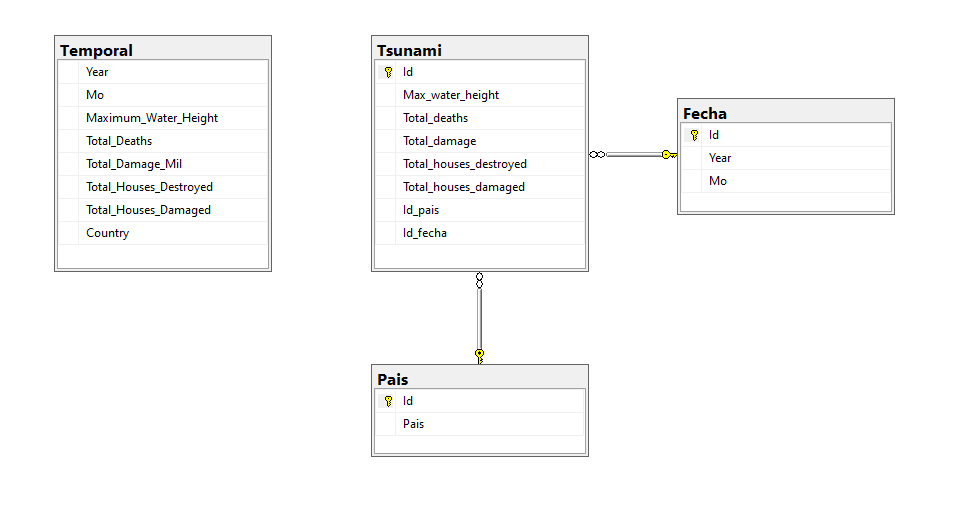 Temporal
Year
Mo
Maximum_Water_Height
Total_Deaths
Total_Damage_Mil
Total_Houses_Destroyed
Total_Houses_Damaged
Country
Tsunami
Id
Max_water_height
Total_deaths
Total_damage
Total_houses_destroyed
Total_houses_damaged
Id_pais
Id_fecha
Fecha
Id
Year
Mo
Pais
Id
Pais